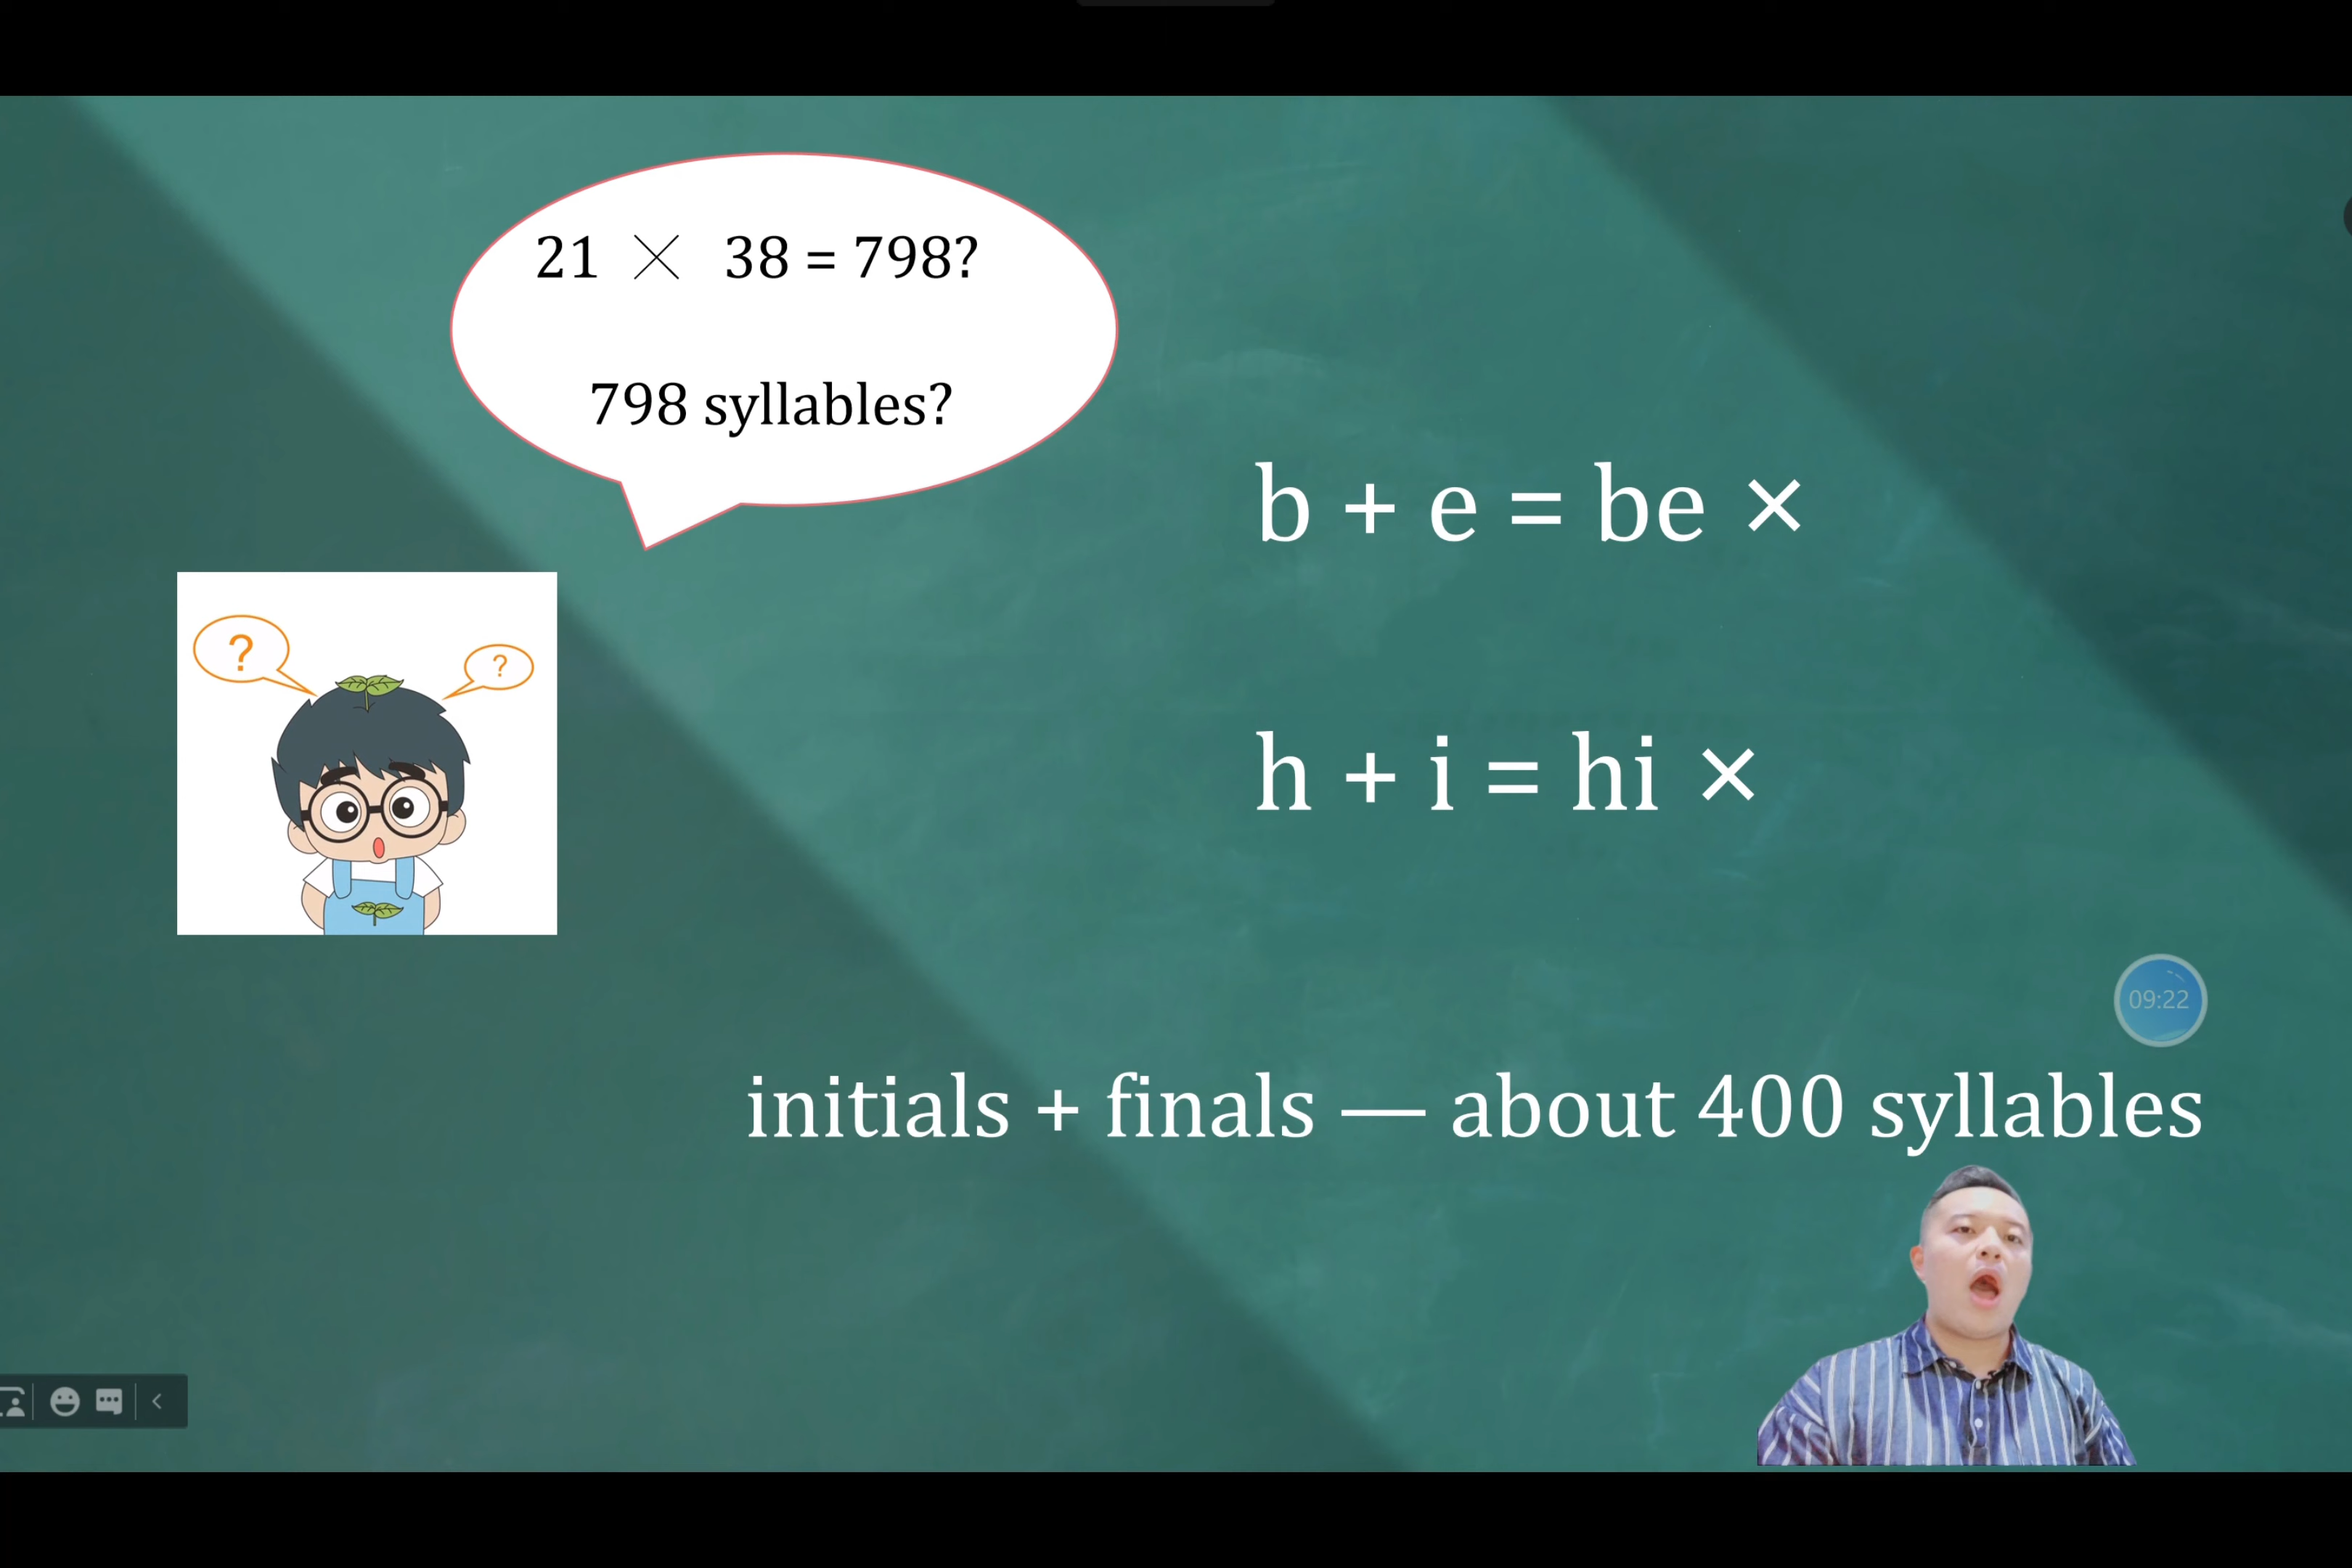 21 × 38 = 798?
798 syllables?
b + e = be ×
h + i = hi ×
?
?
09:22
initials + finals — about 400 syllables